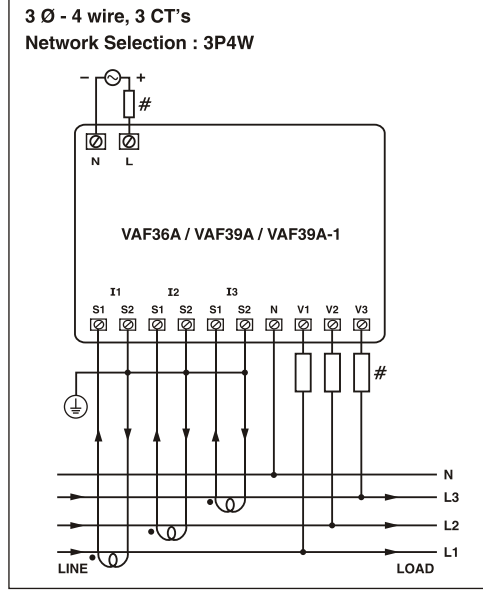 3 Ø - 4 wire, 3 CT's
Network Selection : 3P4W
- +
#
N L
VAF36A / VAF39A / VAF39A-1
I1 I2 I3
S1 S2 S1 S2 S1 S2 N V1 V2 V3
#
N
L3
L2
L1
LINE LOAD